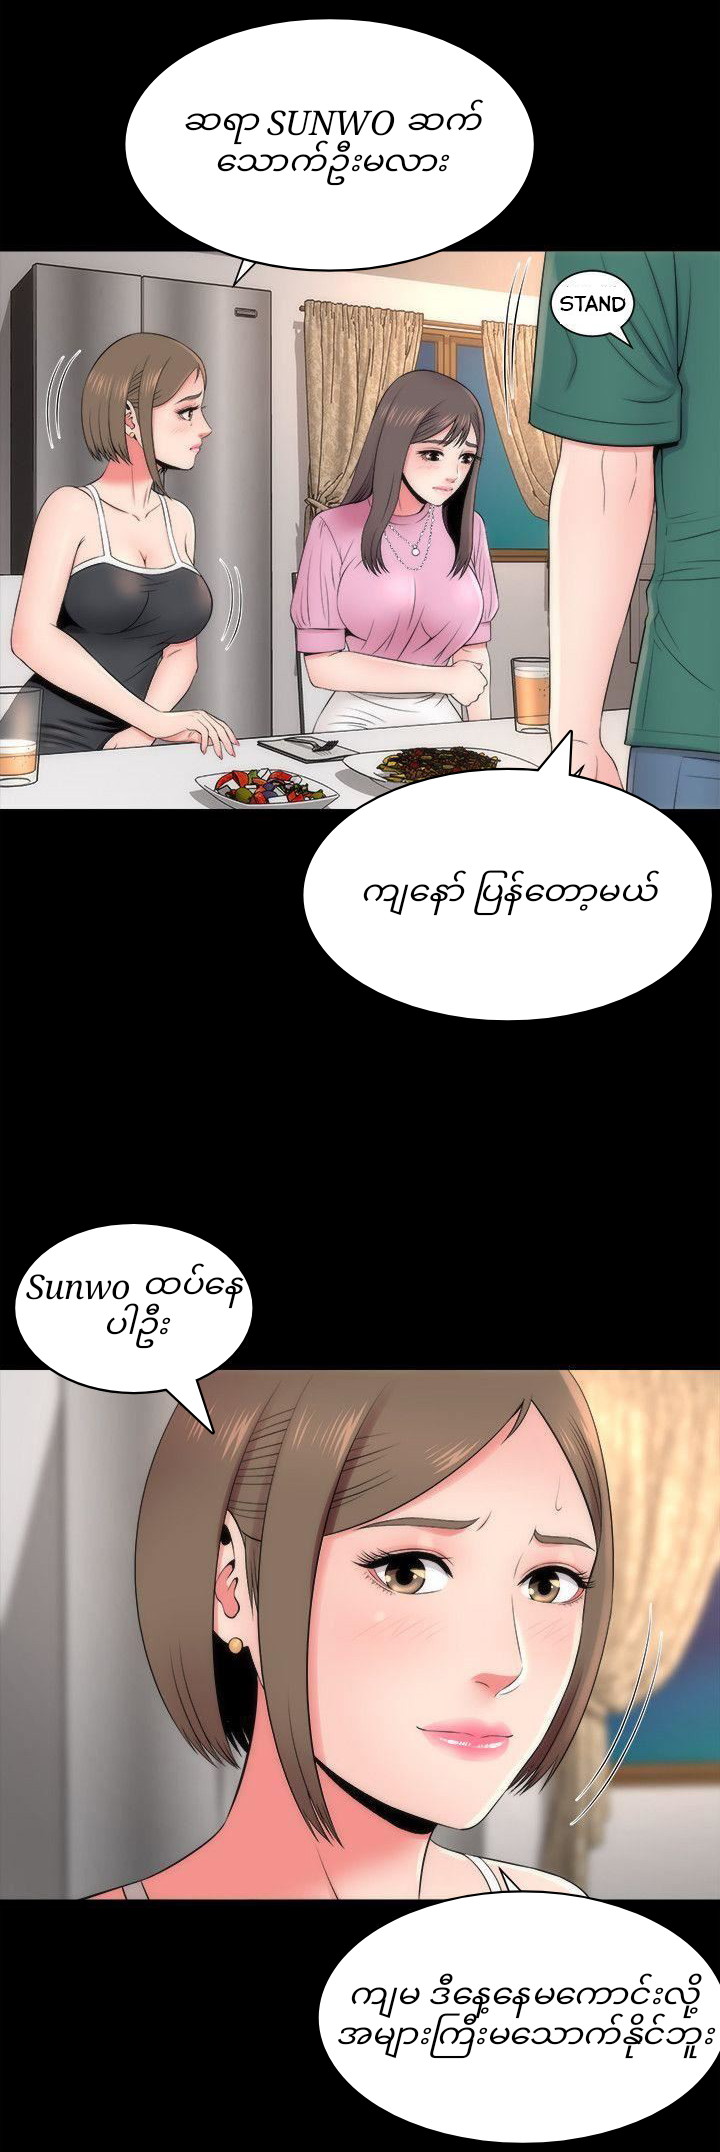 ဆရာ SUNWO ဆက်
သောက်ဦးမလား
STAND
ကျနော် ပြန်တော့မယ်
Sunwo ထပ်နေ
ပါဦး
ကျမ ဒီနေ့နေမကောင်းလို့
အများကြီးမသောက်နိုင်ဘူး